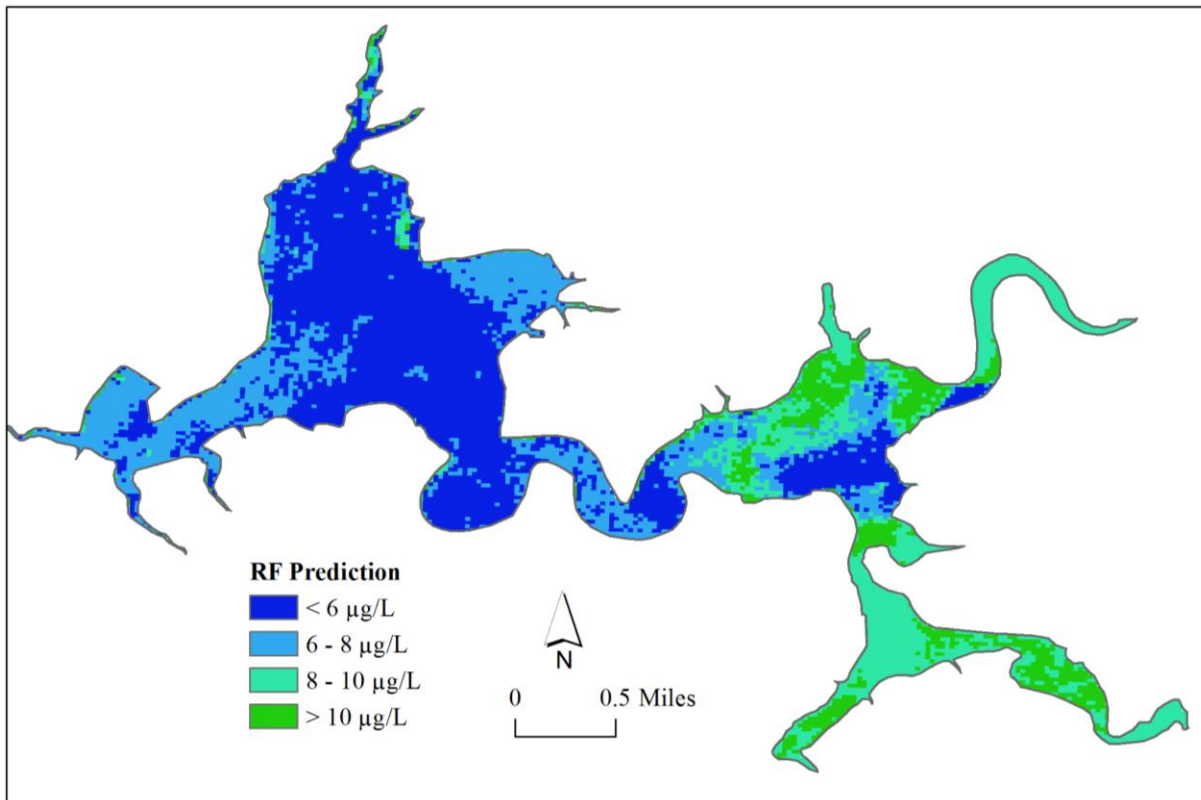 RF Prediction
< 6 µg/L
6 - 8 µg/L
8 - 10 µg/L
> 10 µg/L
N
0 0.5 Miles